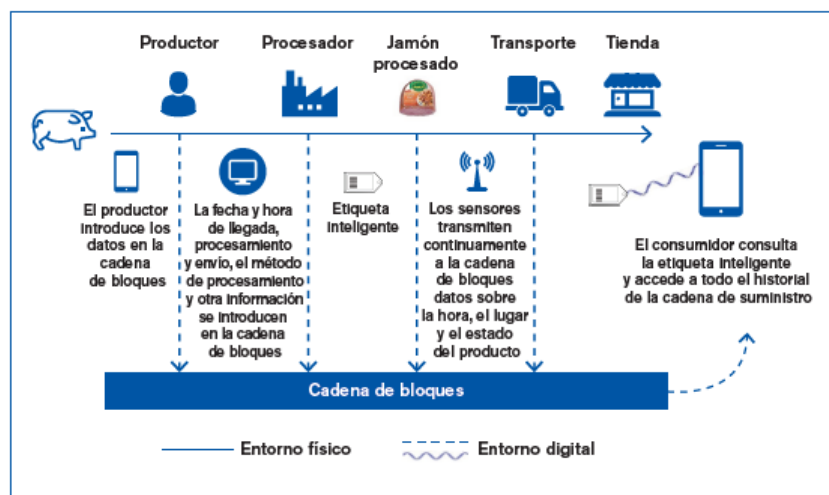 Productor
Procesador
Jamón
procesado
Transporte
Tienda
El productor
introduce los
datos en la
cadena
de bloques
La fecha y hora
de llegada,
procesamiento
y envío, el método
de procesamiento
y otra información
se introducen
en la cadena
de bloques
Etiqueta
inteligente
Los sensores
transmiten
continuamente
a la cadena
de bloques
datos sobre
la hora, el lugar
y el estado
del producto
El consumidor consulta
la etiqueta inteligente
y accede a todo el historial
de la cadena de suministro
Cadena de bloques
Entorno físico
Entorno digital